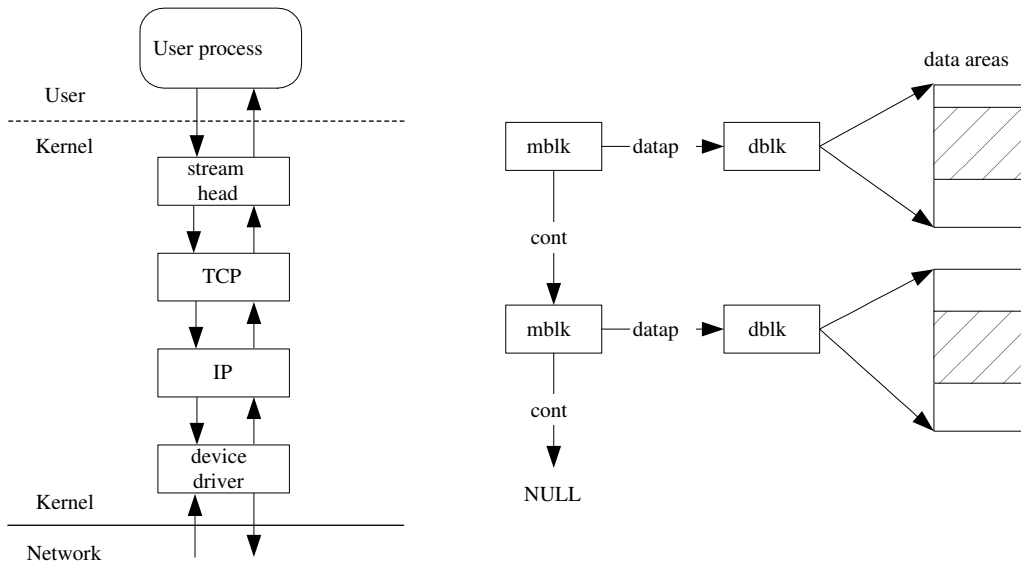 User process
User
Kernel
stream
head
TCP
IP
device
driver
Kernel
Network
data areas
mblk
datap
dblk
cont
mblk
datap
dblk
cont
NULL